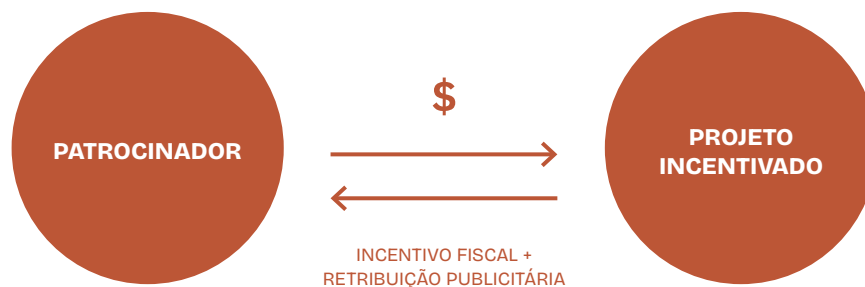 PATROCINADOR
$
PROJETO
INCENTIVADO
INCENTIVO FISCAL +
RETRIBUIÇÃO PUBLICITÁRIA